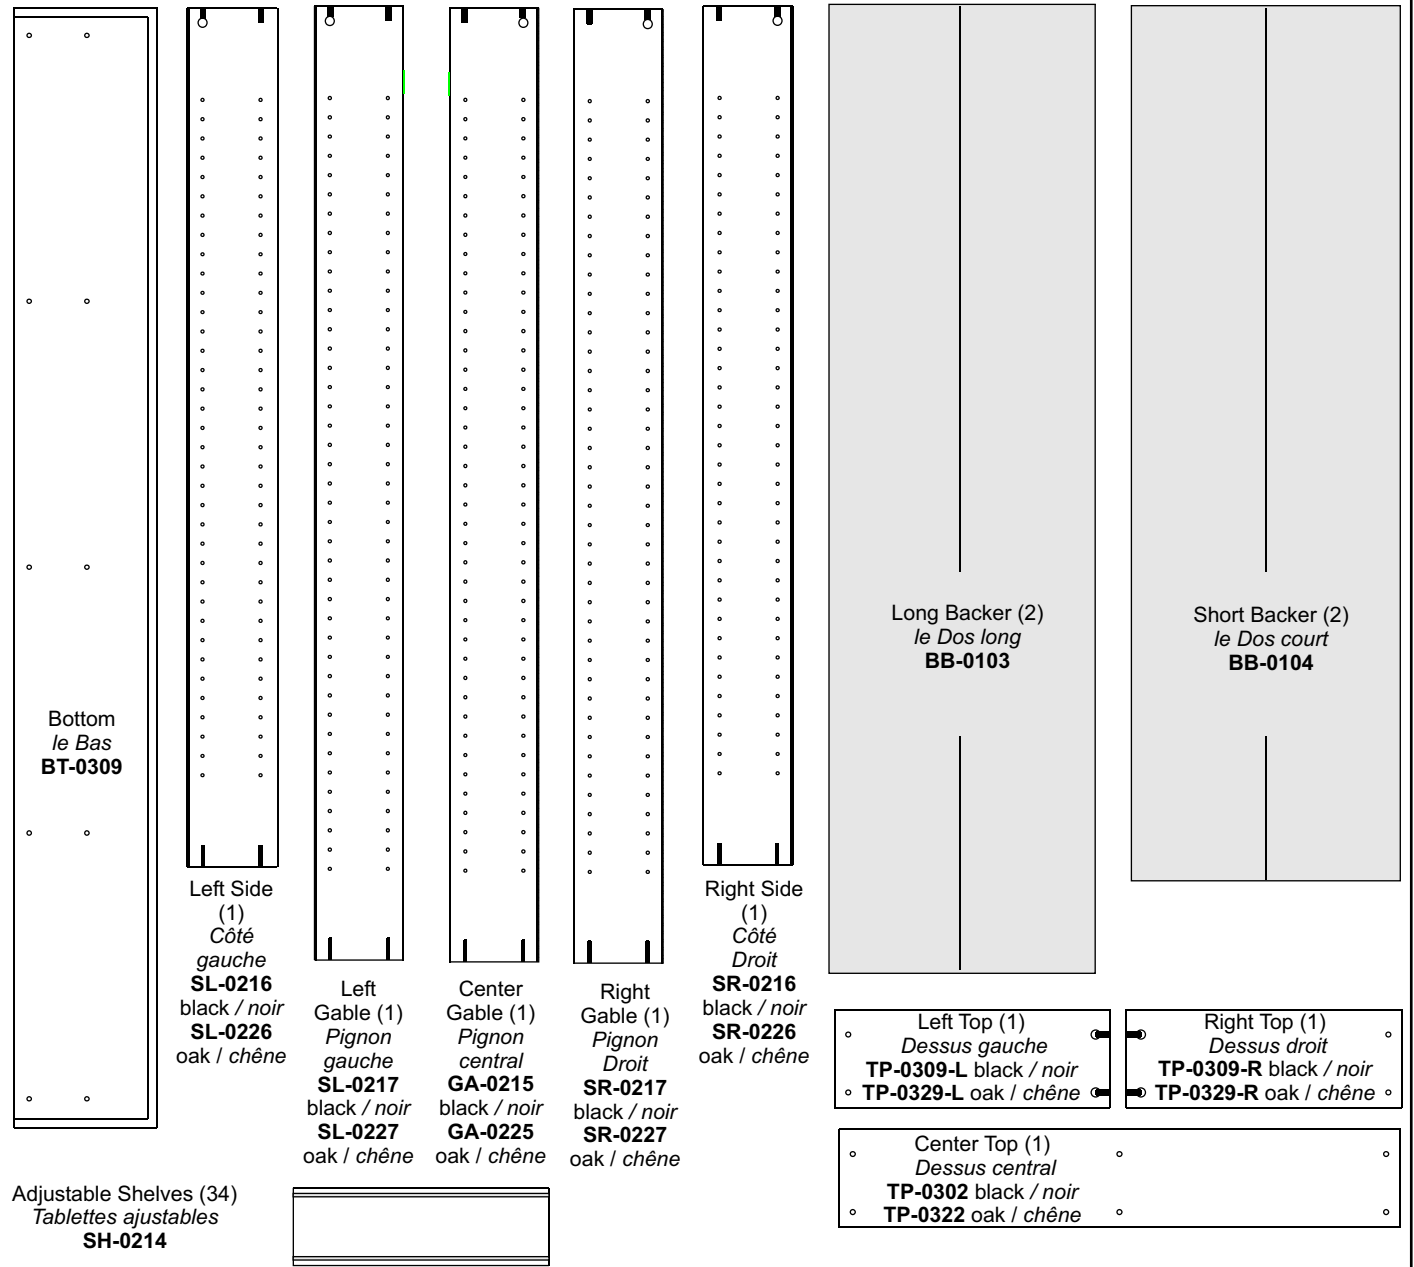 Bottom
le Bas
BT-0309
Left Side
(1)
Côté
gauche
SL-0216
black / noir
SL-0226
oak / chêne
Left
Gable (1)
Pignon
gauche
SL-0217
black / noir
SL-0227
oak / chêne
Center
Gable (1)
Pignon
central
GA-0215
black / noir
GA-0225
oak / chêne
Right
Gable (1)
Pignon
Droit
SR-0217
black / noir
SR-0227
oak / chêne
Right Side
(1)
Côté
Droit
SR-0216
black / noir
SR-0226
oak / chêne
Long Backer (2)
le Dos long
BB-0103
Short Backer (2)
le Dos court
BB-0104
Left Top (1)
Dessus gauche
TP-0309-L black / noir
TP-0329-L oak / chêne
Right Top (1)
Dessus droit
TP-0309-R black / noir
TP-0329-R oak / chêne
Center Top (1)
Dessus central
TP-0302 black / noir
TP-0322 oak / chêne
Adjustable Shelves (34)
Tablettes ajustables
SH-0214